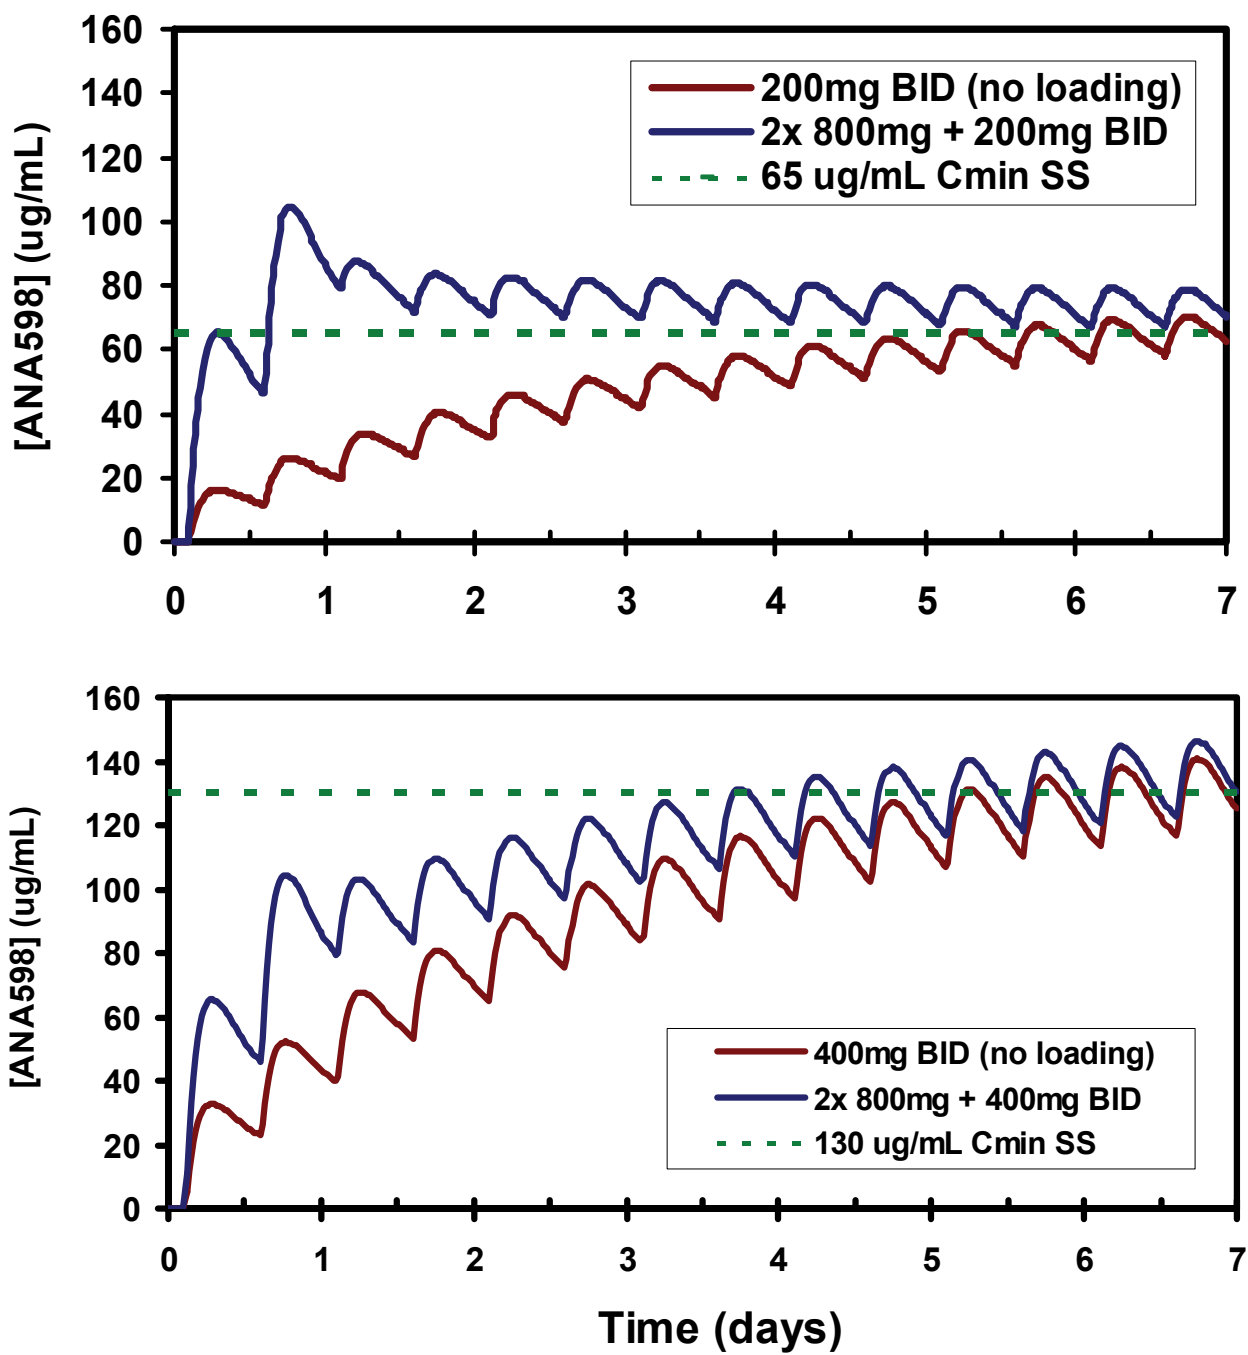 160
140
120
100
80
60
40
20
0
[ANA598] (ug/mL)
200mg BID (no loading)
2x 800mg + 200mg BID
65 ug/mL Cmin SS
0 1 2 3 4 5 6 7
160
140
120
100
80
60
40
20
0
[ANA598] (ug/mL)
400mg BID (no loading)
2x 800mg + 400mg BID
130 ug/mL Cmin SS
0 1 2 3 4 5 6 7
Time (days)